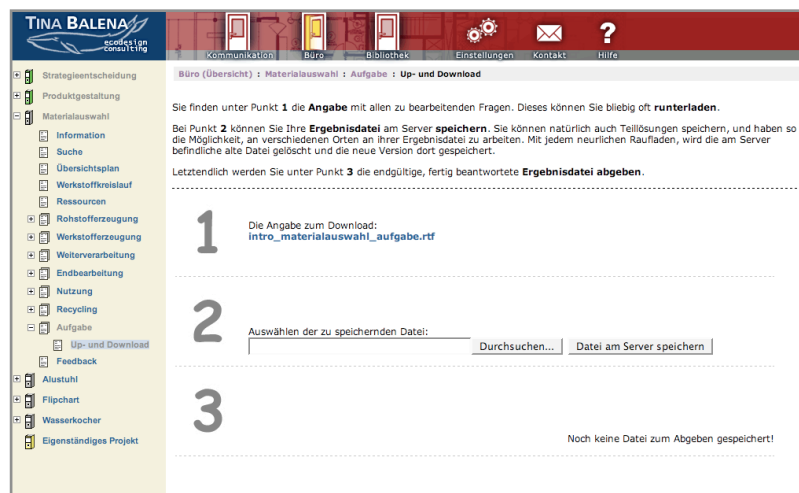 TINA BALENA
ecodesign
consulting
Kommunikation
Büro
Bibliothek
Einstellungen
Kontakt
?
Hilfe
Strategieentscheidung
Produktgestaltung
Materialauswahl
Information
Suche
Übersichtsplan
Werkstoffkreislauf
Ressourcen
Rohstofferzeugung
Werkstofferzeugung
Weiterverarbeitung
Endbearbeitung
Nutzung
Recycling
Aufgabe
Up- und Download
Feedback
Alustuhl
Flipchart
Wasserkocher
Eigenständiges Projekt
Büro (Übersicht) : Materialauswahl : Aufgabe : Up- und Download
Sie finden unter Punkt 1 die Angabe mit allen zu bearbeitenden Fragen. Dieses können Sie bliebig oft runterladen.
Bei Punkt 2 können Sie Ihre Ergebnisdatei am Server speichern. Sie können natürlich auch Teillösungen speichern, und haben so
die Möglichkeit, an verschiedenen Orten an ihrer Ergebnisdatei zu arbeiten. Mit jedem neurlichen Raufladen, wird die am Server
befindliche alte Datei gelöscht und die neue Version dort gespeichert.
Letztendlich werden Sie unter Punkt 3 die endgültige, fertig beantwortete Ergebnisdatei abgeben.
1
Die Angabe zum Download:
intro_materialauswahl_aufgabe.rtf
2
Auswählen der zu speichernden Datei:
Durchsuchen... Datei am Server speichern
3
Noch keine Datei zum Abgeben gespeichert!